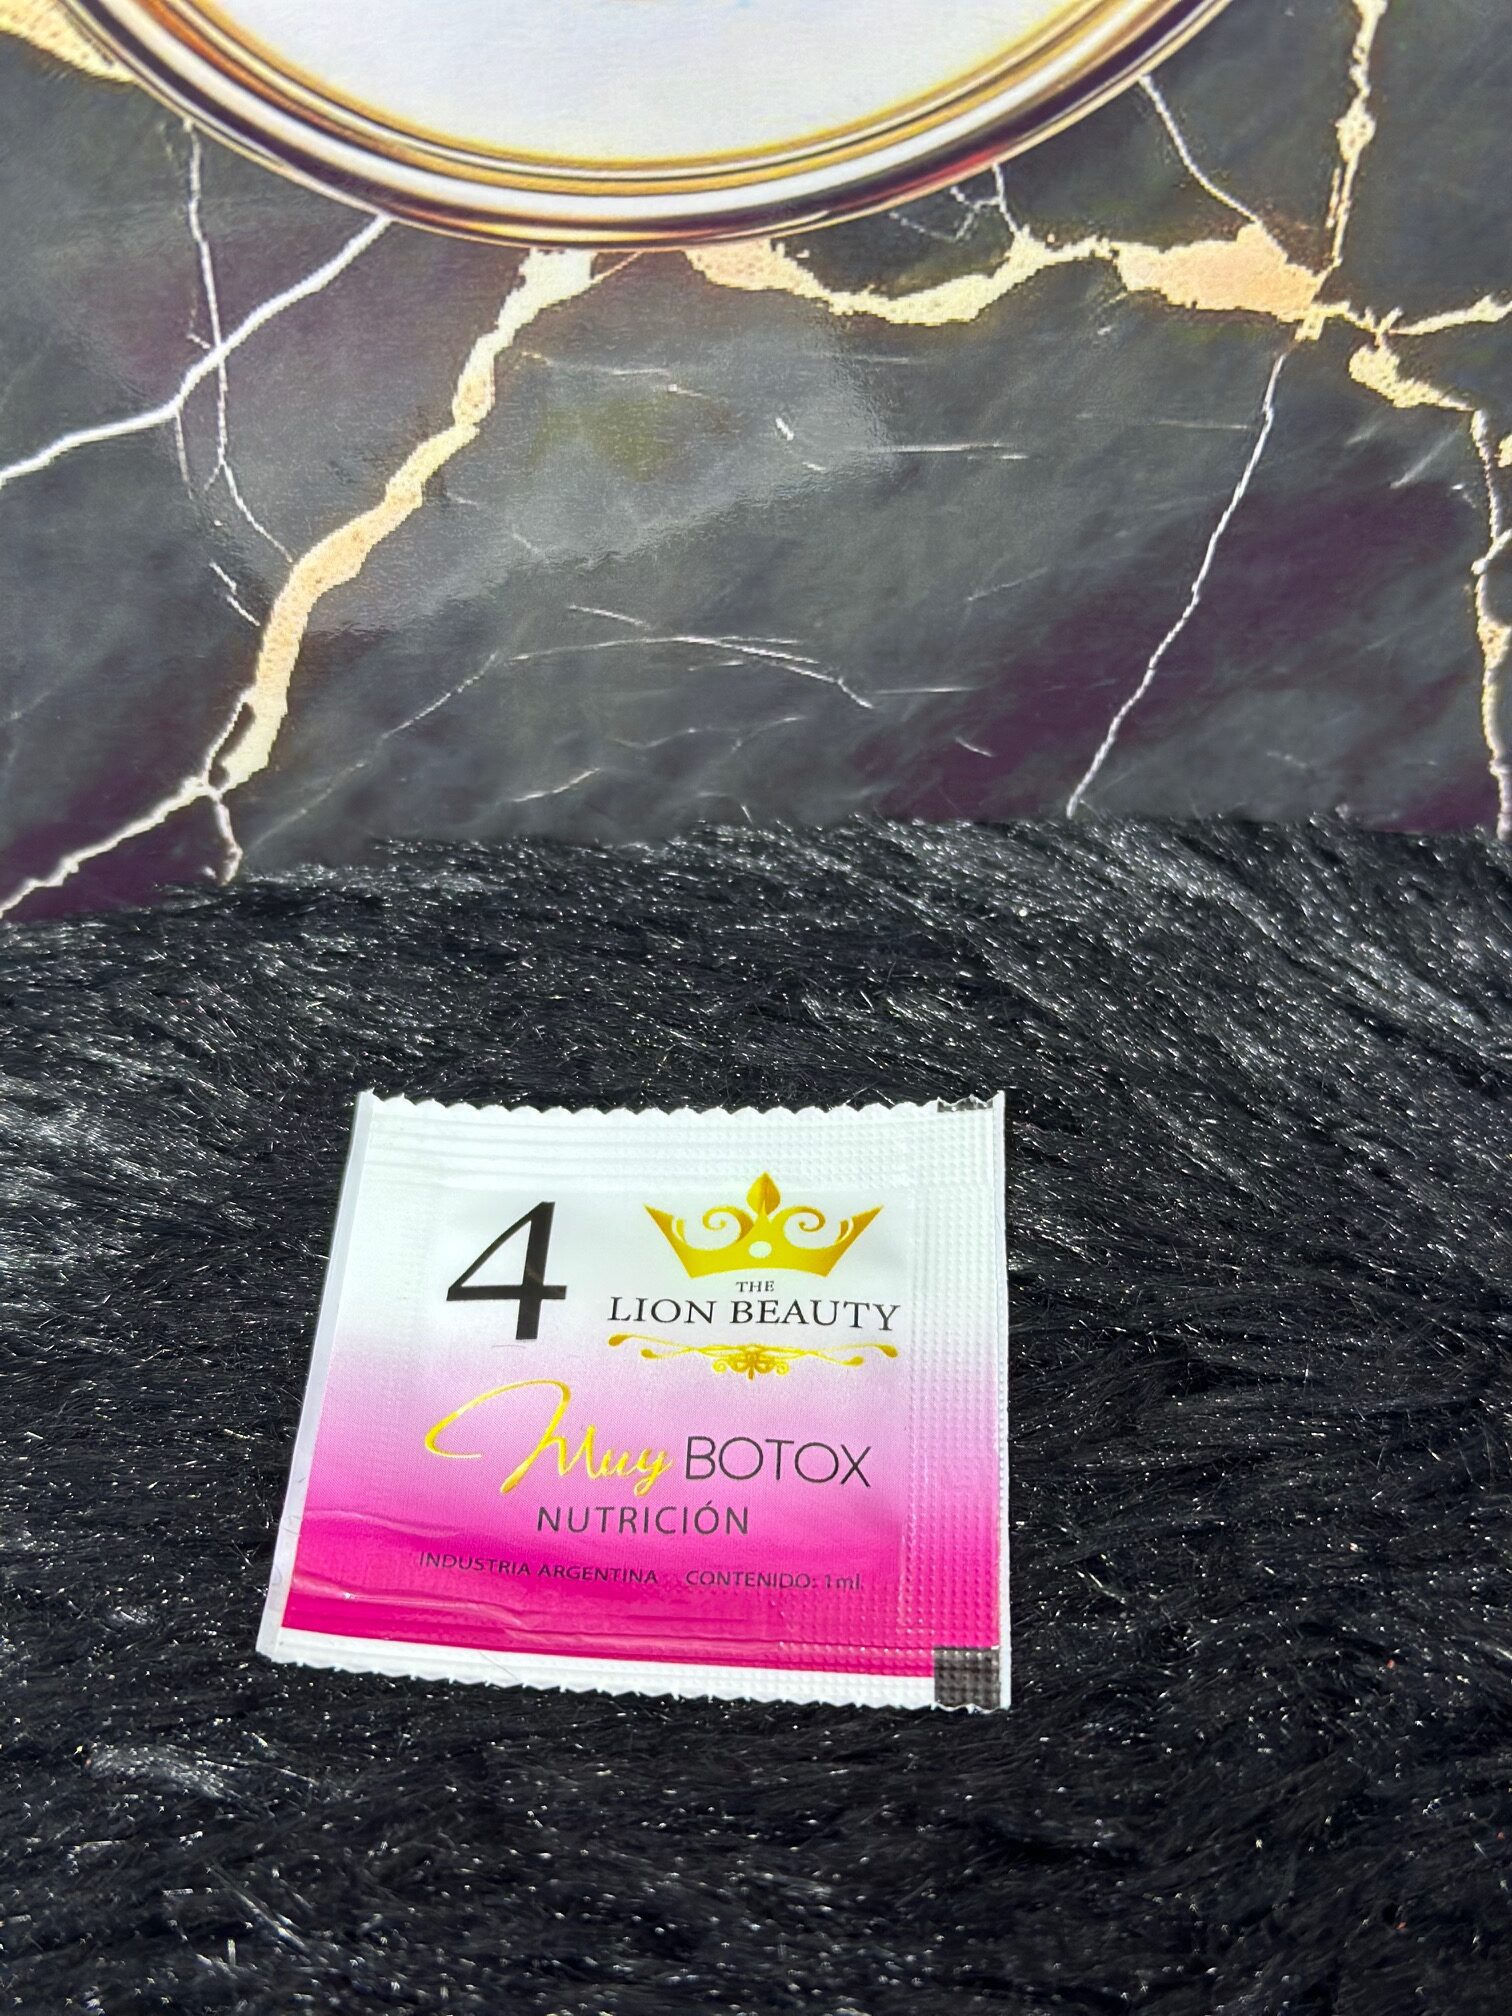 4
THE
LION BEAUTY
Muy BOTOX
NUTRICIÓN
INDUSTRIA ARGENTINA CONTENIDO: 1ml.